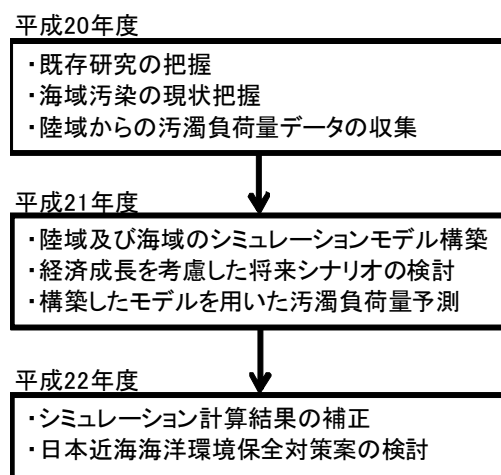 平成20年度
・既存研究の把握
・海域汚染の現状把握
・陸域からの汚濁負荷量データの収集
平成21年度
・陸域及び海域のシミュレーションモデル構築
・経済成長を考慮した将来シナリオの検討
・構築したモデルを用いた汚濁負荷量予測
平成22年度
・シミュレーション計算結果の補正
・日本近海海洋環境保全対策案の検討